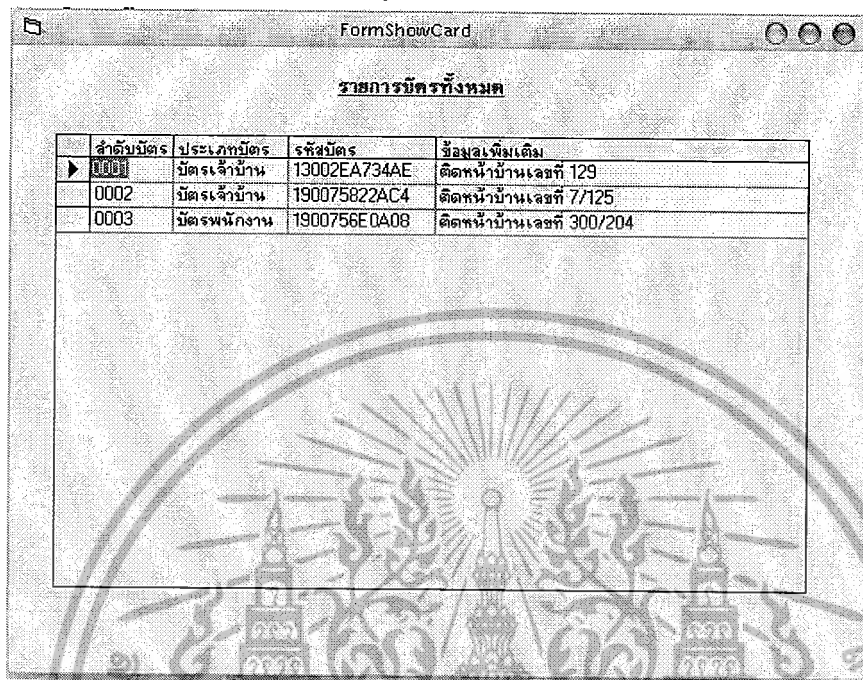 FormShowCard
รายการบัตรทั้งหมด
ลำดับบัตร ประเภทบัตร รหัสบัตร ข้อมูลเพิ่มเติม
0001 บัตรเจ้าบ้าน 13002EA734AE ติดหน้าบ้านเลขที่ 129
0002 บัตรเจ้าบ้าน 190075822AC4 ติดหน้าบ้านเลขที่ 7/125
0003 บัตรพนักงาน 1900756E0A08 ติดหน้าบ้านเลขที่ 300/204